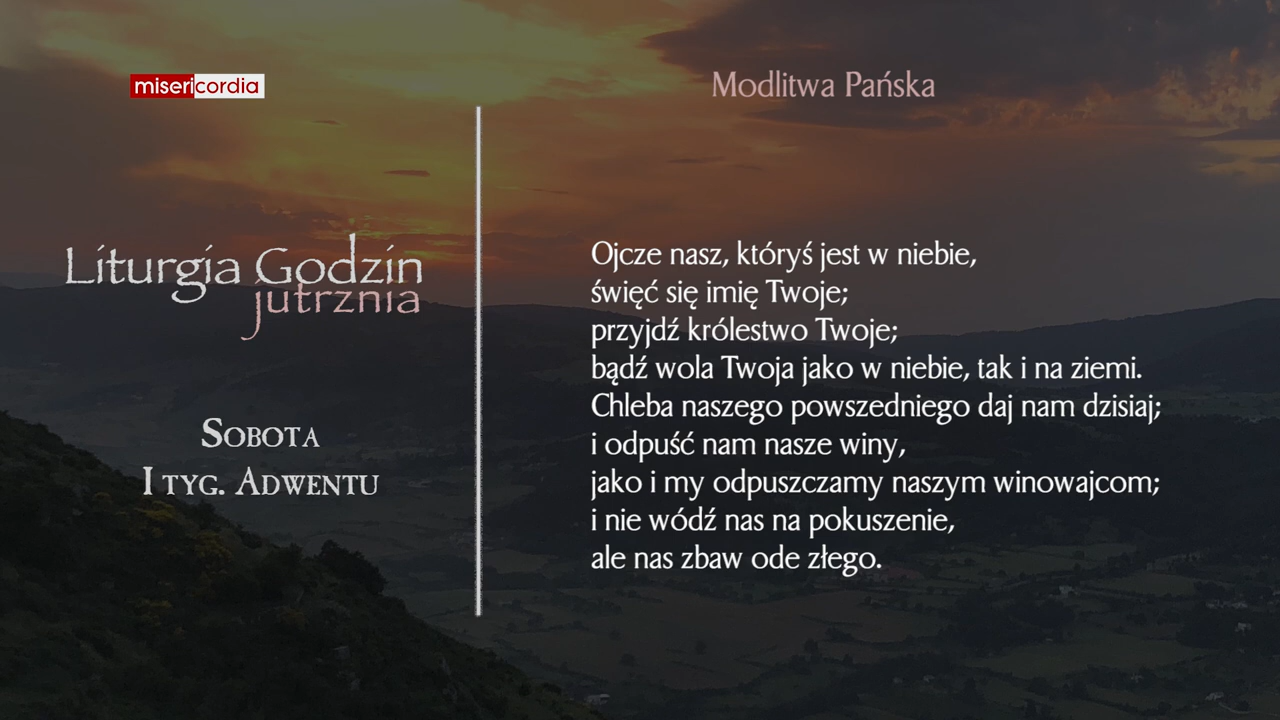 misericordia
Liturgia Godzin
jutrznia
Sobota
I tyg. Adwentu
Modlitwa Pańska
Ojcze nasz, któryś jest w niebie,
święć się imię Twoje;
przyjdź królestwo Twoje;
bądź wola Twoja jako w niebie, tak i na ziemi.
Chleba naszego powszedniego daj nam dzisiaj;
i odpuść nam nasze winy,
jako i my odpuszczamy naszym winowajcom;
i nie wódź nas na pokuszenie,
ale nas zbaw ode złego.